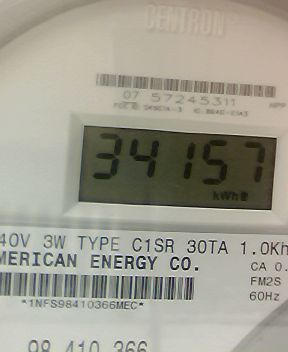 CENTRON
07 57245311
34157
kWh
40V 3W TYPE C1SR 30TA 1.0Kh
MERICAN ENERGY CO.
CA 0.
FM2S
60Hz
*1NFS98410366MEC*
98 410 366